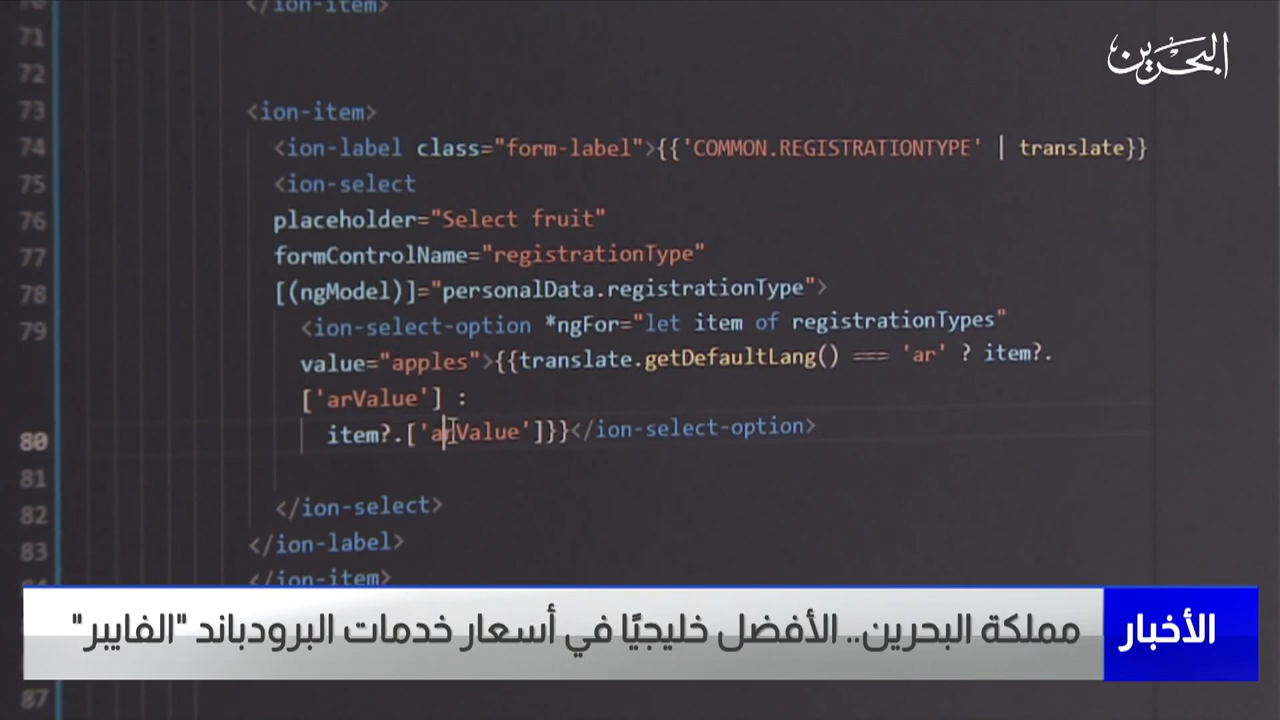 البحرين
70 </ion-item>
71
72
73 <ion-item>
74 <ion-label class="form-label">{{'COMMON.REGISTRATIONTYPE' | translate}}
75 <ion-select
76 placeholder="Select fruit"
77 formControlName="registrationType"
78 [(ngModel)]="personalData.registrationType">
79 <ion-select-option *ngFor="let item of registrationTypes"
value="apples">{{translate.getDefaultLang() === 'ar' ? item?.
['arValue'] :
80 item?.['arValue']}}</ion-select-option>
81
82 </ion-select>
83 </ion-label>
</ion-item>
الأخبار
مملكة البحرين.. الأفضل خليجيًا في أسعار خدمات البرودباند "الفايبر"
87